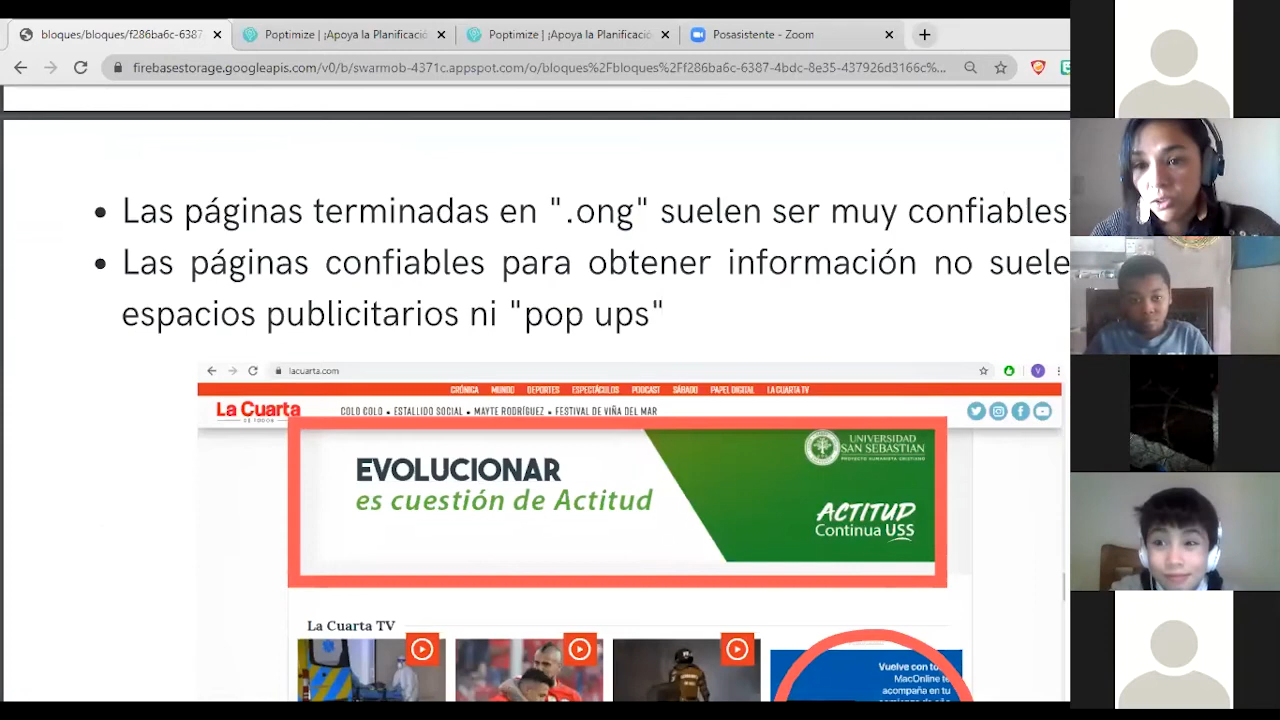 bloques/bloques/f286ba6c-6387
Poptimize | ¡Apoya la Planificació
Poptimize | ¡Apoya la Planificació
Posasistente - Zoom
firebasestorage.googleapis.com/v0/b/swrrmob-4371c.appspot.com/o/bloques%2Fbloques%2Ff286ba6c-6387-4bdc-8e35-437926d3166c%...
• Las páginas terminadas en ".ong" suelen ser muy confiables
• Las páginas confiables para obtener información no suele
espacios publicitarios ni "pop ups"
lacuarta.com
V
CRÓNICA MUNDO DEPORTES ESPECTÁCULOS PODCAST SÁBADO PAPEL DIGITAL LA CUARTA TV
La Cuarta
COLO COLO • ESTALLIDO SOCIAL • MAYTE RODRÍGUEZ • FESTIVAL DE VIÑA DEL MAR
EVOLUCIONAR
es cuestión de Actitud
UNIVERSIDAD
SAN SEBASTIAN
ACTITUD
Continua USS
La Cuarta TV
Vuelve con to
MacOnline te
acompaña en tu